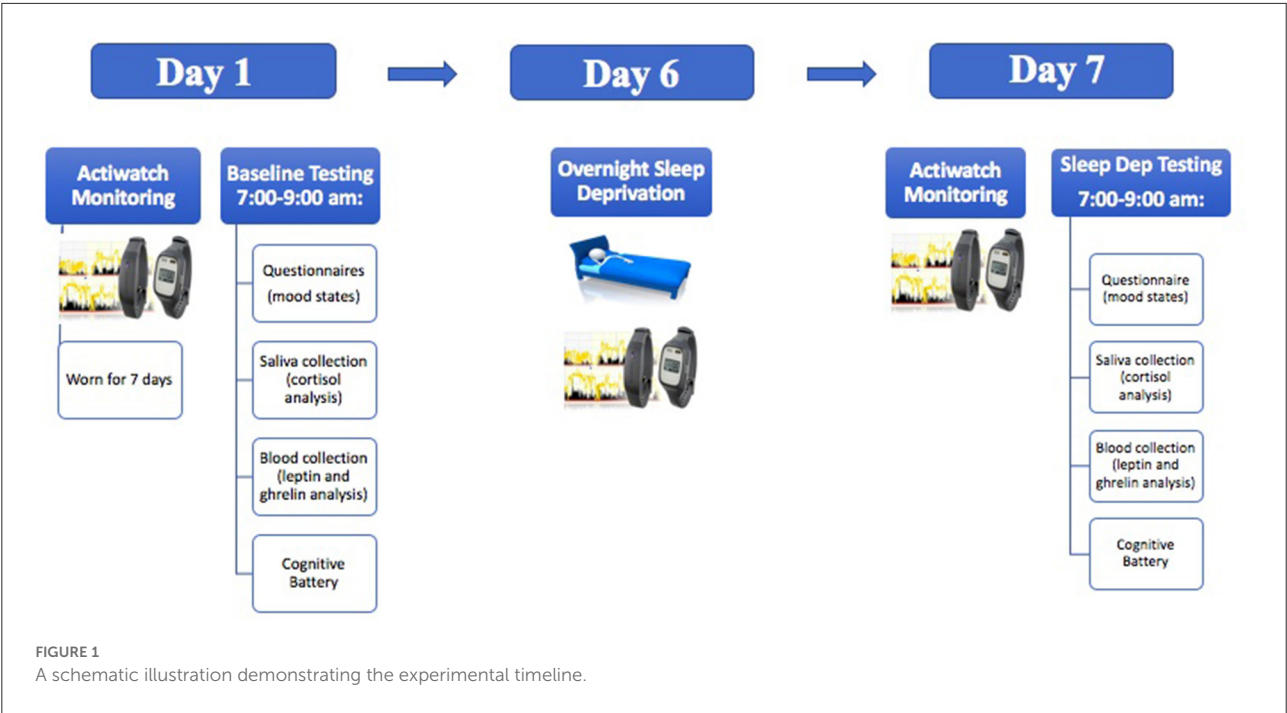 Day 1
Day 6
Day 7
Actiwatch
Monitoring
Worn for 7 days
Baseline Testing
7:00-9:00 am:
Questionnaires
(mood states)
Saliva collection
(cortisol
analysis)
Blood collection
(leptin and
ghrelin analysis)
Cognitive
Battery
Overnight Sleep
Deprivation
Actiwatch
Monitoring
Sleep Dep Testing
7:00-9:00 am:
Questionnaire
(mood states)
Saliva collection
(cortisol
analysis)
Blood collection
(leptin and
ghrelin analysis)
Cognitive
Battery
FIGURE 1
A schematic illustration demonstrating the experimental timeline.